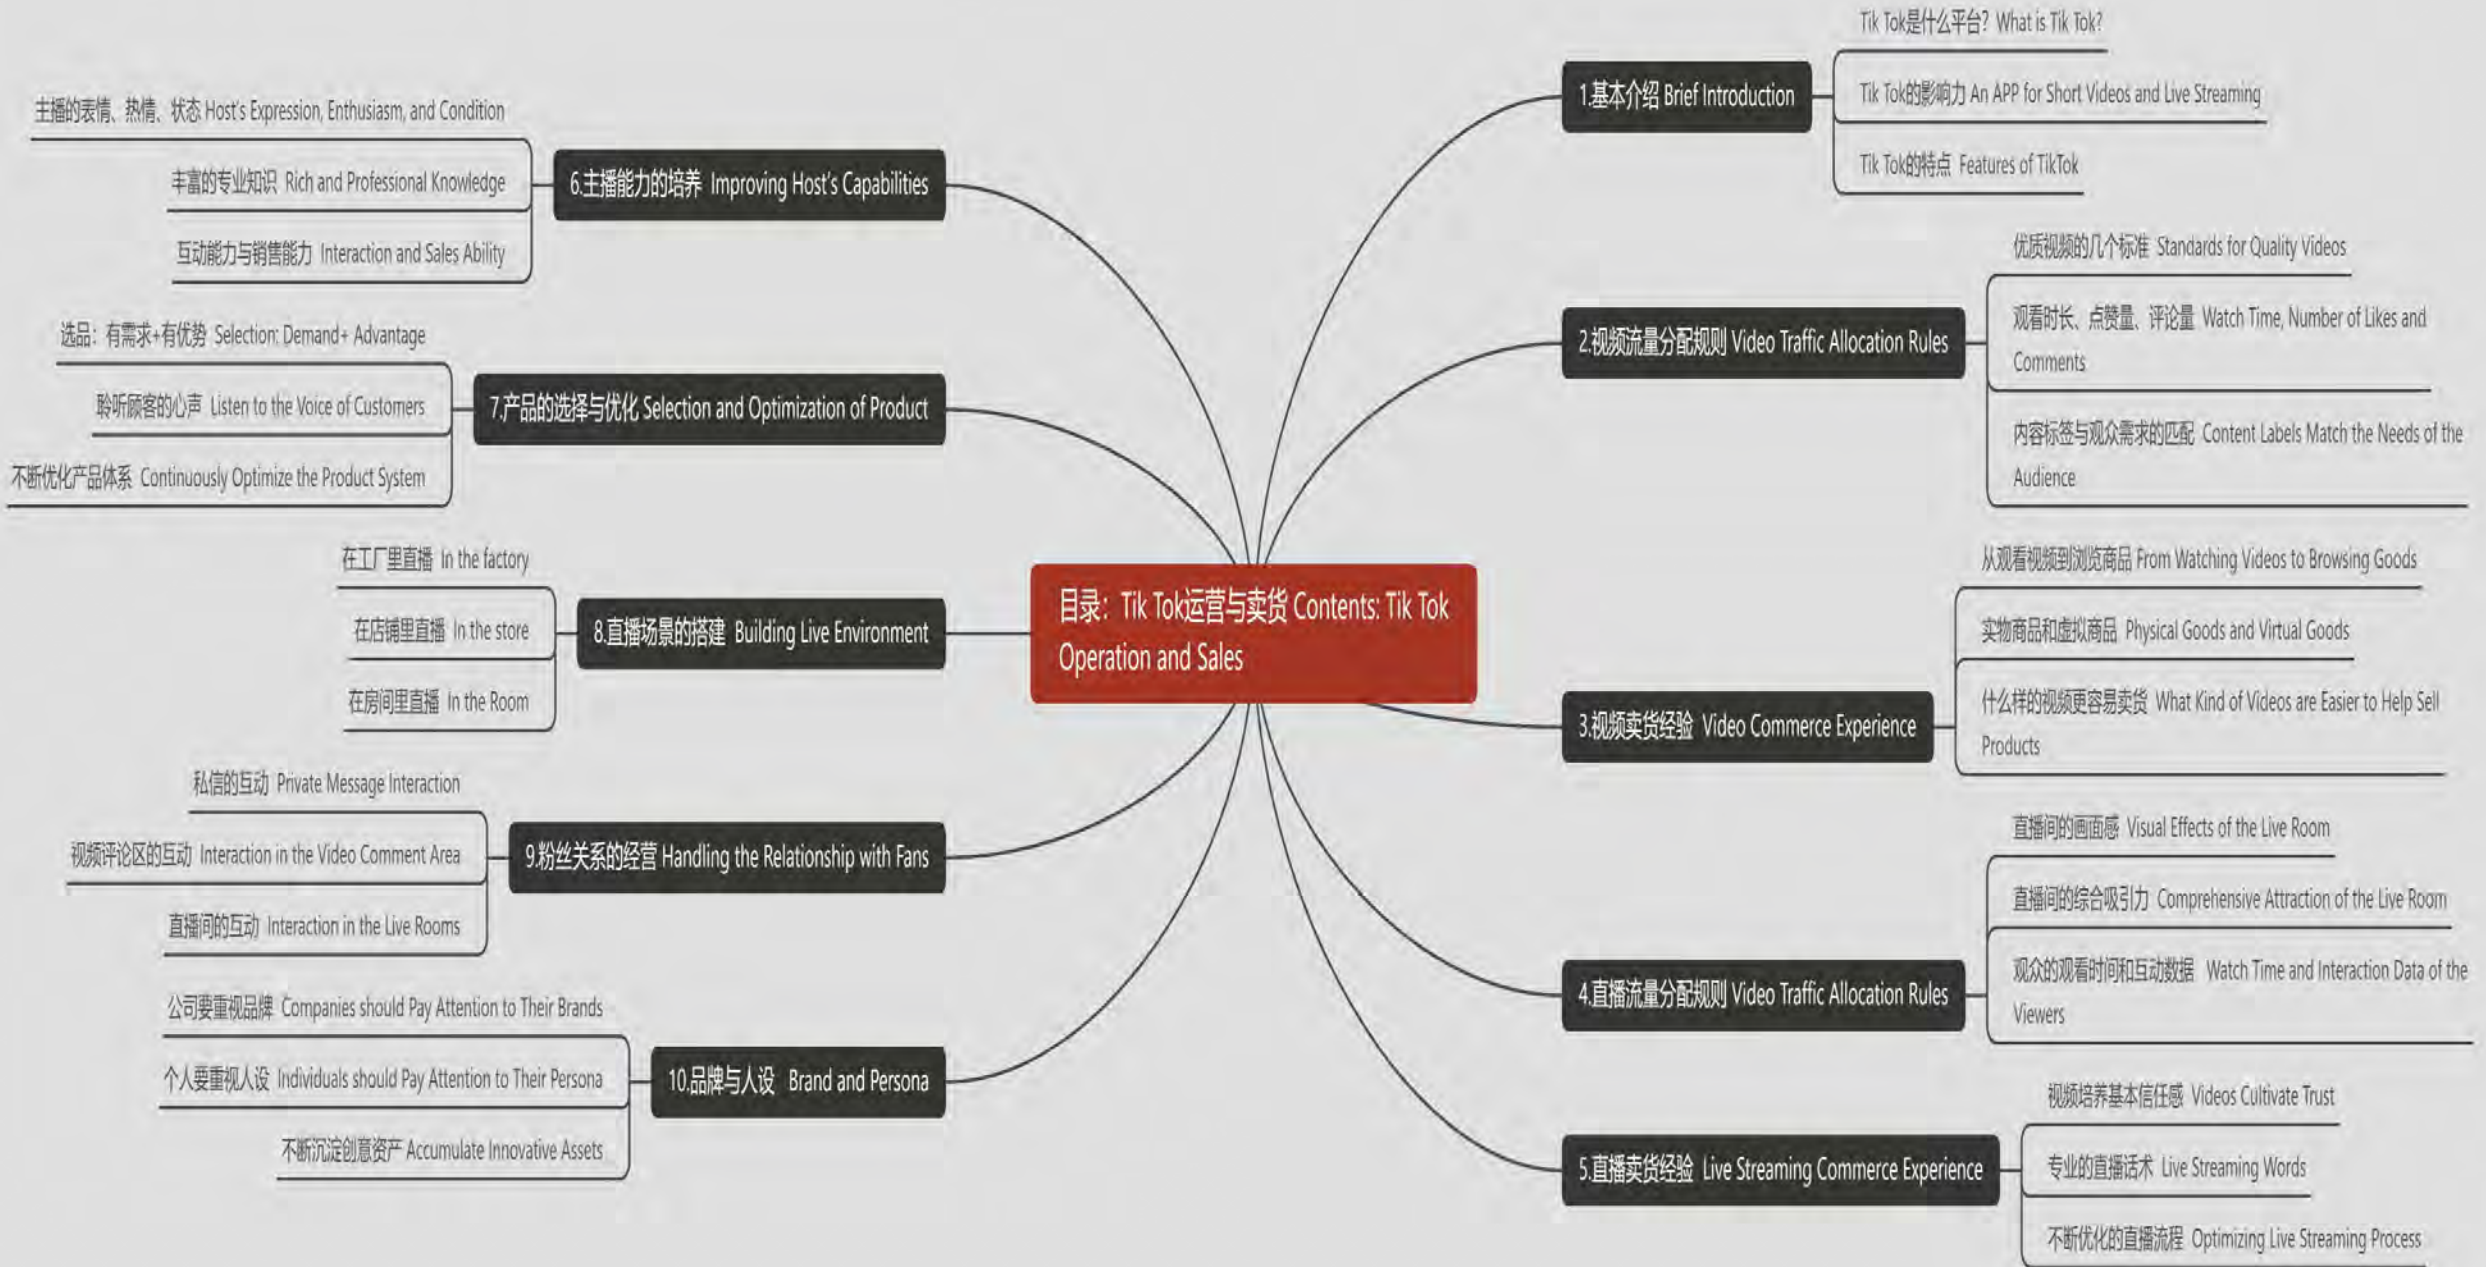 目录：Tik Tok运营与卖货 Contents: Tik Tok
Operation and Sales
1.基本介绍 Brief Introduction
Tik Tok是什么平台？What is Tik Tok?
Tik Tok的影响力 An APP for Short Videos and Live Streaming
Tik Tok的特点 Features of TikTok
2.视频流量分配规则 Video Traffic Allocation Rules
优质视频的几个标准 Standards for Quality Videos
观看时长、点赞量、评论量 Watch Time, Number of Likes and
Comments
内容标签与观众需求的匹配 Content Labels Match the Needs of the
Audience
3.视频卖货经验 Video Commerce Experience
从观看视频到浏览商品 From Watching Videos to Browsing Goods
实物商品和虚拟商品 Physical Goods and Virtual Goods
什么样的视频更容易卖货 What Kind of Videos are Easier to Help Sell
Products
4.直播流量分配规则 Video Traffic Allocation Rules
直播间的画面感 Visual Effects of the Live Room
直播间的综合吸引力 Comprehensive Attraction of the Live Room
观众的观看时间和互动数据 Watch Time and Interaction Data of the
Viewers
5.直播卖货经验 Live Streaming Commerce Experience
视频培养基本信任感 Videos Cultivate Trust
专业的直播话术 Live Streaming Words
不断优化的直播流程 Optimizing Live Streaming Process
6.主播能力的培养 Improving Host's Capabilities
主播的表情、热情、状态 Host's Expression, Enthusiasm, and Condition
丰富的专业知识 Rich and Professional Knowledge
互动能力与销售能力 Interaction and Sales Ability
7.产品的选择与优化 Selection and Optimization of Product
选品：有需求+有优势 Selection: Demand+ Advantage
聆听顾客的心声 Listen to the Voice of Customers
不断优化产品体系 Continuously Optimize the Product System
8.直播场景的搭建 Building Live Environment
在工厂里直播 In the factory
在店铺里直播 In the store
在房间里直播 In the Room
9.粉丝关系的经营 Handling the Relationship with Fans
私信的互动 Private Message Interaction
视频评论区的互动 Interaction in the Video Comment Area
直播间的互动 Interaction in the Live Rooms
10.品牌与人设 Brand and Persona
公司要重视品牌 Companies should Pay Attention to Their Brands
个人要重视人设 Individuals should Pay Attention to Their Persona
不断沉淀创意资产 Accumulate Innovative Assets